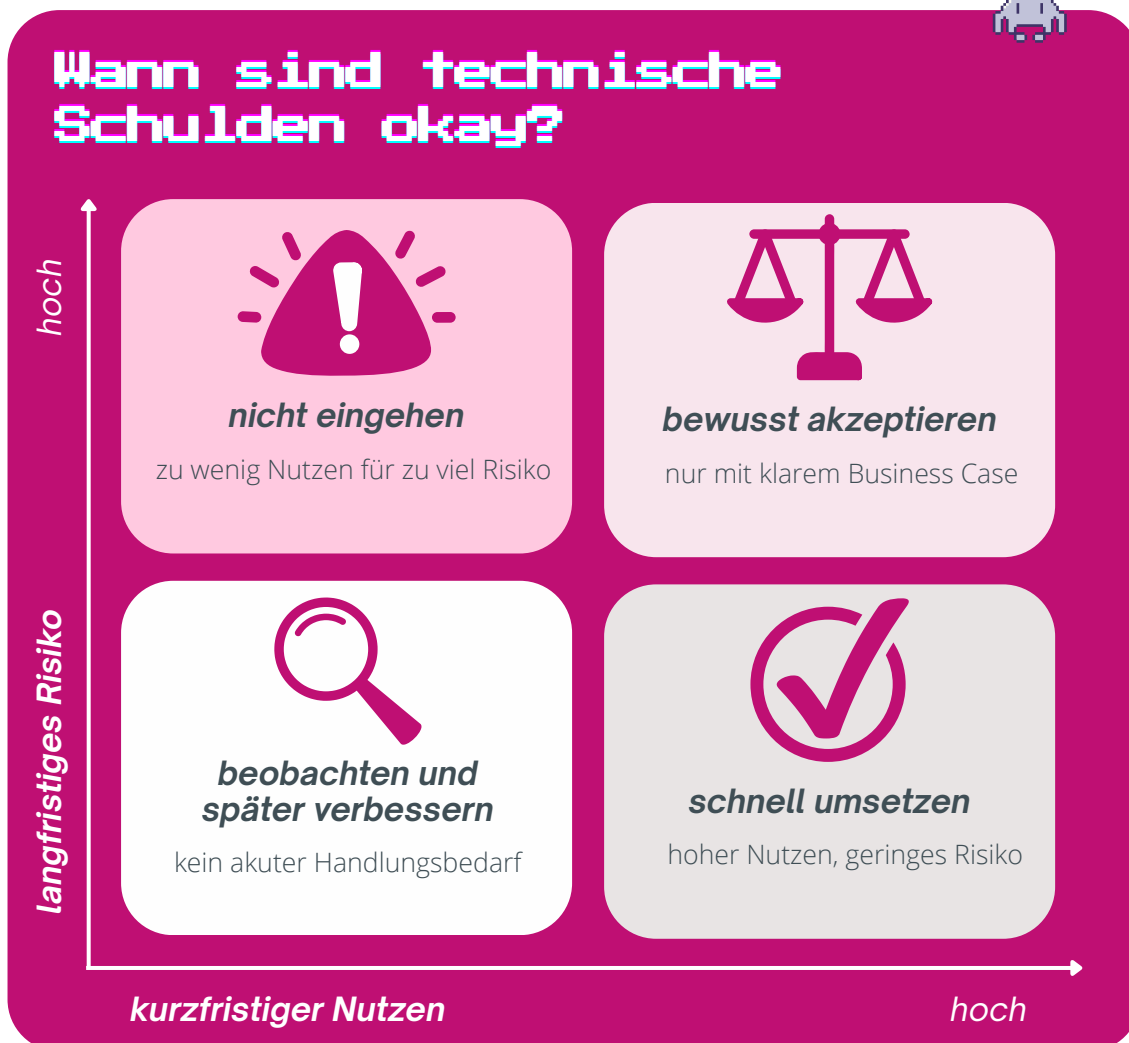 Wann sind technische
Schulden okay?
hoch
nicht eingehen
zu wenig Nutzen für zu viel Risiko
bewusst akzeptieren
nur mit klarem Business Case
langfristiges Risiko
beobachten und
später verbessern
kein akuter Handlungsbedarf
schnell umsetzen
hoher Nutzen, geringes Risiko
kurzfristiger Nutzen
hoch